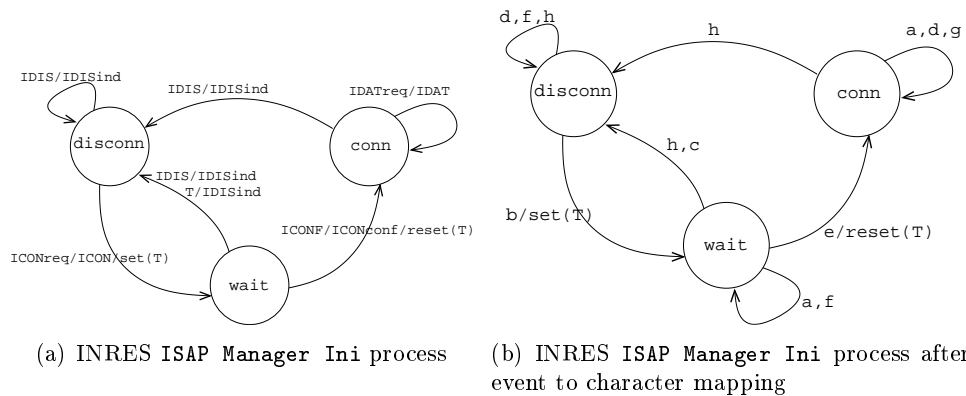 IDIS/IDISind
IDIS/IDISind
IDATreq/IDAT
disconn
conn
IDIS/IDISind
T/IDISind
ICONF/ICONconf/reset(T)
ICONreq/ICON/set(T)
wait
(a) INRES ISAP Manager Ini process
d,f,h
h
a,d,g
disconn
conn
h,c
b/set(T)
e/reset(T)
wait
a,f
(b) INRES ISAP Manager Ini process after
event to character mapping